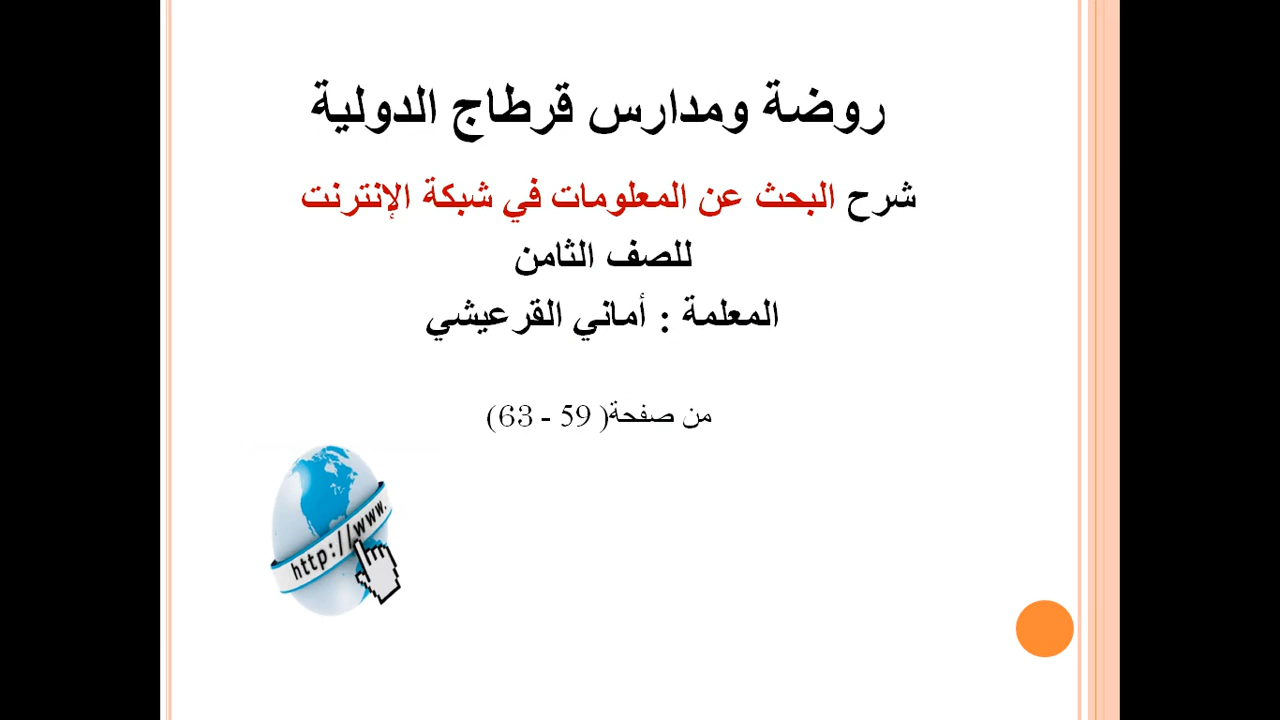 روضة ومدارس قرطاج الدولية
شرح البحث عن المعلومات في شبكة الإنترنت
للصف الثامن
المعلمة : أماني القرعيشي
من صفحة( 59 - 63)
http://www.